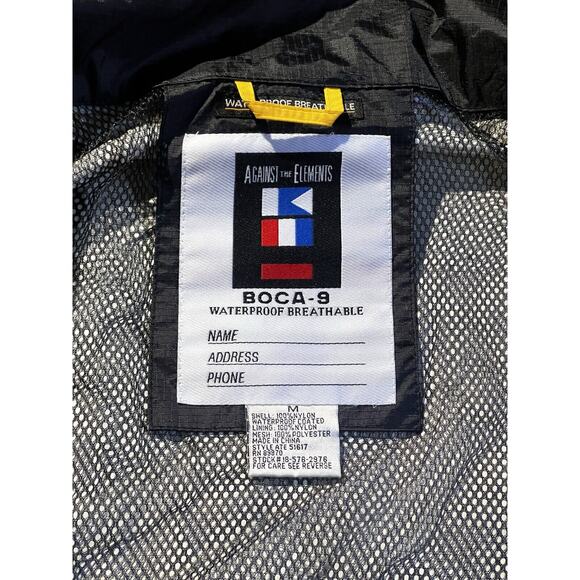 WATERPROOF BREATHABLE
AGAINST THE ELEMENTS
BOCA-9
WATERPROOF BREATHABLE
NAME
ADDRESS
PHONE
M
SHELL: 100%NYLON
WATERPROOF COATED
LINING: 100%NYLON
MESH: 100%POLYESTER
MADE IN CHINA
STYLE ATE 51617
RN 89870
STOCK#18-576-2976
FOR CARE SEE REVERSE